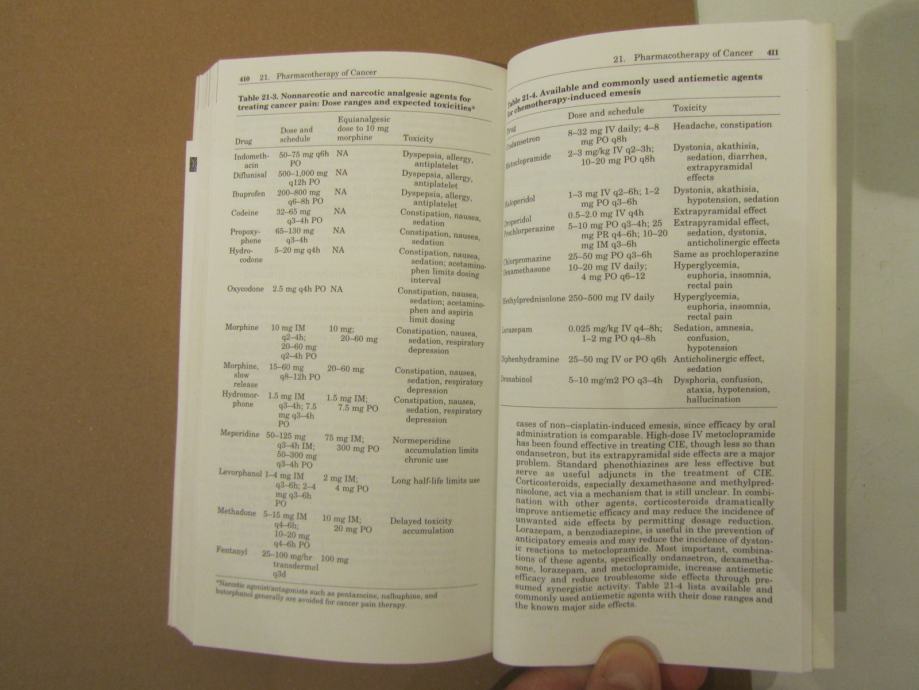 410 21. Pharmacotherapy of Cancer
Table 21-3. Nonnarcotic and narcotic analgesic agents for
treating cancer pain: Dose ranges and expected toxicities*
Equianalgesic
Dose and dose to 10 mg
Drug schedule morphine Toxicity
Indometh- 50–75 mg q6h NA Dyspepsia, allergy,
acin PO antiplatelet
Diflunisal 500–1,000 mg NA Dyspepsia, allergy,
q12h PO antiplatelet
Ibuprofen 200–800 mg NA Dyspepsia, allergy,
q6–8h PO antiplatelet
Codeine 32–65 mg NA Constipation, nausea,
q3–4h PO sedation
Propoxy- 65–130 mg NA Constipation, nausea,
phene q3–4h sedation
Hydro- 5–20 mg q4h NA Constipation, nausea,
codone sedation; acetamino-
phen limits dosing
interval
Oxycodone 2.5 mg q4h PO NA Constipation, nausea,
sedation; acetamino-
phen and aspirin
limit dosing
Morphine 10 mg IM 10 mg; Constipation, nausea,
q2–4h; 20–60 mg sedation, respiratory
20–60 mg depression
q2–4h PO
Morphine, 15–60 mg 20–60 mg Constipation, nausea,
slow q8–12h PO sedation, respiratory
release depression
Hydromor- 1.5 mg IM 1.5 mg IM; Constipation, nausea,
phone q3–4h; 7.5 7.5 mg PO sedation, respiratory
mg q3–4h depression
PO
Meperidine 50–125 mg 75 mg IM; Normeperidine
q3–4h IM; 300 mg PO accumulation limits
50–300 mg chronic use
q3–4h PO
Levorphanol 1–4 mg IM 2 mg IM; Long half-life limits use
q3–6h; 2–4 4 mg PO
mg q3–6h
PO
Methadone 5–15 mg IM 10 mg IM; Delayed toxicity
q4–6h; 20 mg PO accumulation
10–20 mg
q4–6h PO
Fentanyl 25–100 mg/hr 100 mg
transdermol
q3d
*Narcotic agonist/antagonists such as pentazocine, nalbuphine, and
butorphanol generally are avoided for cancer pain therapy.
21. Pharmacotherapy of Cancer 411
Table 21-4. Available and commonly used antiemetic agents
for chemotherapy-induced emesis
Drug Dose and schedule Toxicity
Ondansetron 8–32 mg IV daily; 4–8 Headache, constipation
mg PO q8h
Metoclopramide 2–3 mg/kg IV q2–3h; Dystonia, akathisia,
10–20 mg PO q8h sedation, diarrhea,
extrapyramidal
effects
Haloperidol 1–3 mg IV q2–6h; 1–2 Dystonia, akathisia,
mg PO q3–6h hypotension, sedation
Droperidol 0.5–2.0 mg IV q4h Extrapyramidal effect
Prochlorperazine 5–10 mg PO q3–4h; 25 Extrapyramidal effect,
mg PR q4–6h; 10–20 sedation, dystonia,
mg IM q3–6h anticholinergic effects
Chlorpromazine 25–50 mg PO q3–6h Same as prochloperazine
Dexamethasone 10–20 mg IV daily; Hyperglycemia,
4 mg PO q6–12 euphoria, insomnia,
rectal pain
Methylprednisolone 250–500 mg IV daily Hyperglycemia,
euphoria, insomnia,
rectal pain
Lorazepam 0.025 mg/kg IV q4–8h; Sedation, amnesia,
1–2 mg PO q4–8h confusion,
hypotension
Diphenhydramine 25–50 mg IV or PO q6h Anticholinergic effect,
sedation
Dronabinol 5–10 mg/m2 PO q3–4h Dysphoria, confusion,
ataxia, hypotension,
hallucination
cases of non–cisplatin-induced emesis, since efficacy by oral
administration is comparable. High-dose IV metoclopramide
has been found effective in treating CIE, though less so than
ondansetron, but its extrapyramidal side effects are a major
problem. Standard phenothiazines are less effective but
serve as useful adjuncts in the treatment of CIE.
Corticosteroids, especially dexamethasone and methylpred-
nisolone, act via a mechanism that is still unclear. In combi-
nation with other agents, corticosteroids dramatically
improve antiemetic efficacy and may reduce the incidence of
unwanted side effects by permitting dosage reduction.
Lorazepam, a benzodiazepine, is useful in the prevention of
anticipatory emesis and may reduce the incidence of dyston-
ic reactions to metoclopramide. Most important, combina-
tions of these agents, specifically ondansetron, dexametha-
sone, lorazepam, and metoclopramide, increase antiemetic
efficacy and reduce troublesome side effects through pre-
sumed synergistic activity. Table 21-4 lists available and
commonly used antiemetic agents with their dose ranges and
the known major side effects.